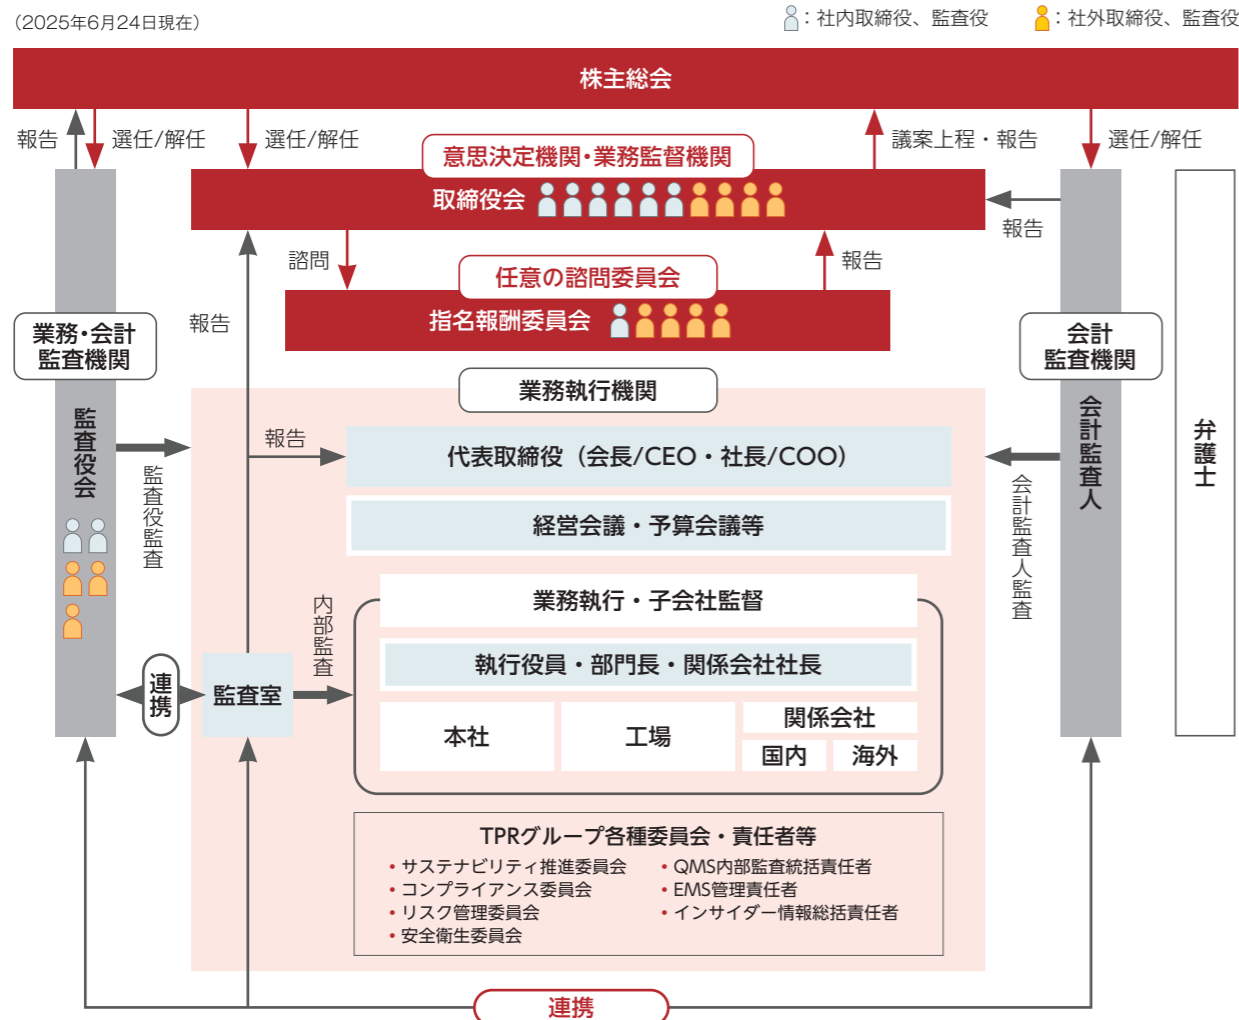 （2025年6月24日現在）
：社内取締役、監査役
：社外取締役、監査役
株主総会
報告
選任/解任
選任/解任
議案上程・報告
選任/解任
意思決定機関・業務監督機関
取締役会
報告
諮問
報告
任意の諮問委員会
指名報酬委員会
報告
業務・会計
監査機関
会計
監査機関
業務執行機関
監査役会
監査役監査
報告
代表取締役（会長/CEO・社長/COO）
会計監査人
会計監査人監査
弁護士
経営会議・予算会議等
業務執行・子会社監督
内部監査
執行役員・部門長・関係会社社長
連携
監査室
本社
工場
関係会社
国内
海外
TPRグループ各種委員会・責任者等
・サステナビリティ推進委員会
・コンプライアンス委員会
・リスク管理委員会
・安全衛生委員会
・QMS内部監査統括責任者
・EMS管理責任者
・インサイダー情報総括責任者
連携